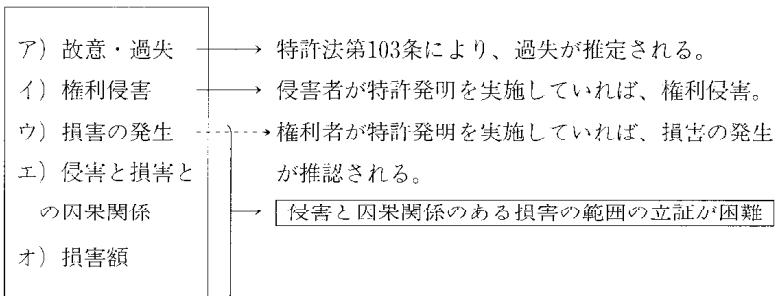 ア）故意・過失 → 特許法第103条により、過失が推定される。
イ）権利侵害 → 侵害者が特許発明を実施していれば、権利侵害。
ウ）損害の発生 → 権利者が特許発明を実施していれば、損害の発生
エ）侵害と損害と が推認される。
の因果関係 → 侵害と因果関係のある損害の範囲の立証が困難
オ）損害額